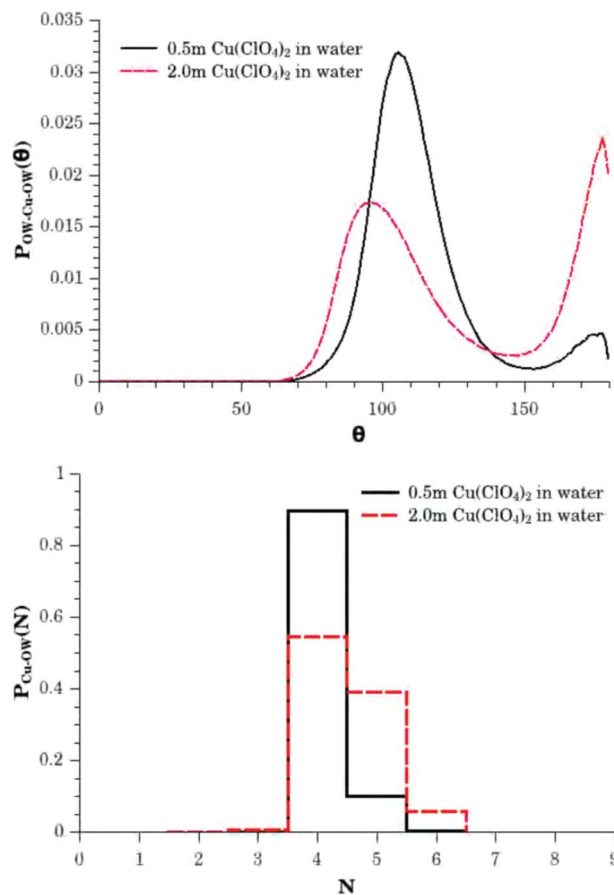 0.035
0.5m Cu(ClO₄)₂ in water
0.03
2.0m Cu(ClO₄)₂ in water
0.025
0.02
0.015
0.01
0.005
0
P_OW-Cu-OW(θ)
0 50 100 150
θ
1
0.5m Cu(ClO₄)₂ in water
2.0m Cu(ClO₄)₂ in water
0.8
0.6
0.4
0.2
0
P_Cu-OW(N)
0 1 2 3 4 5 6 7 8 9
N